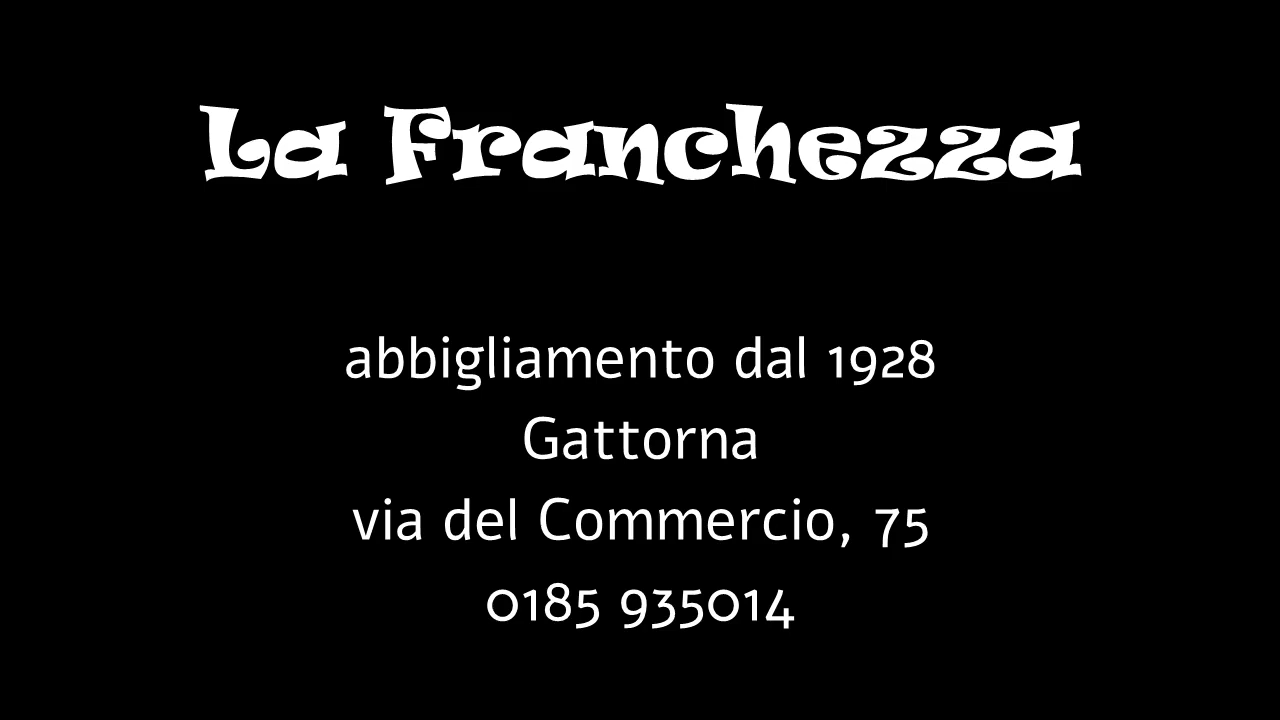 La Franchezza
abbigliamento dal 1928
Gattorna
via del Commercio, 75
0185 935014